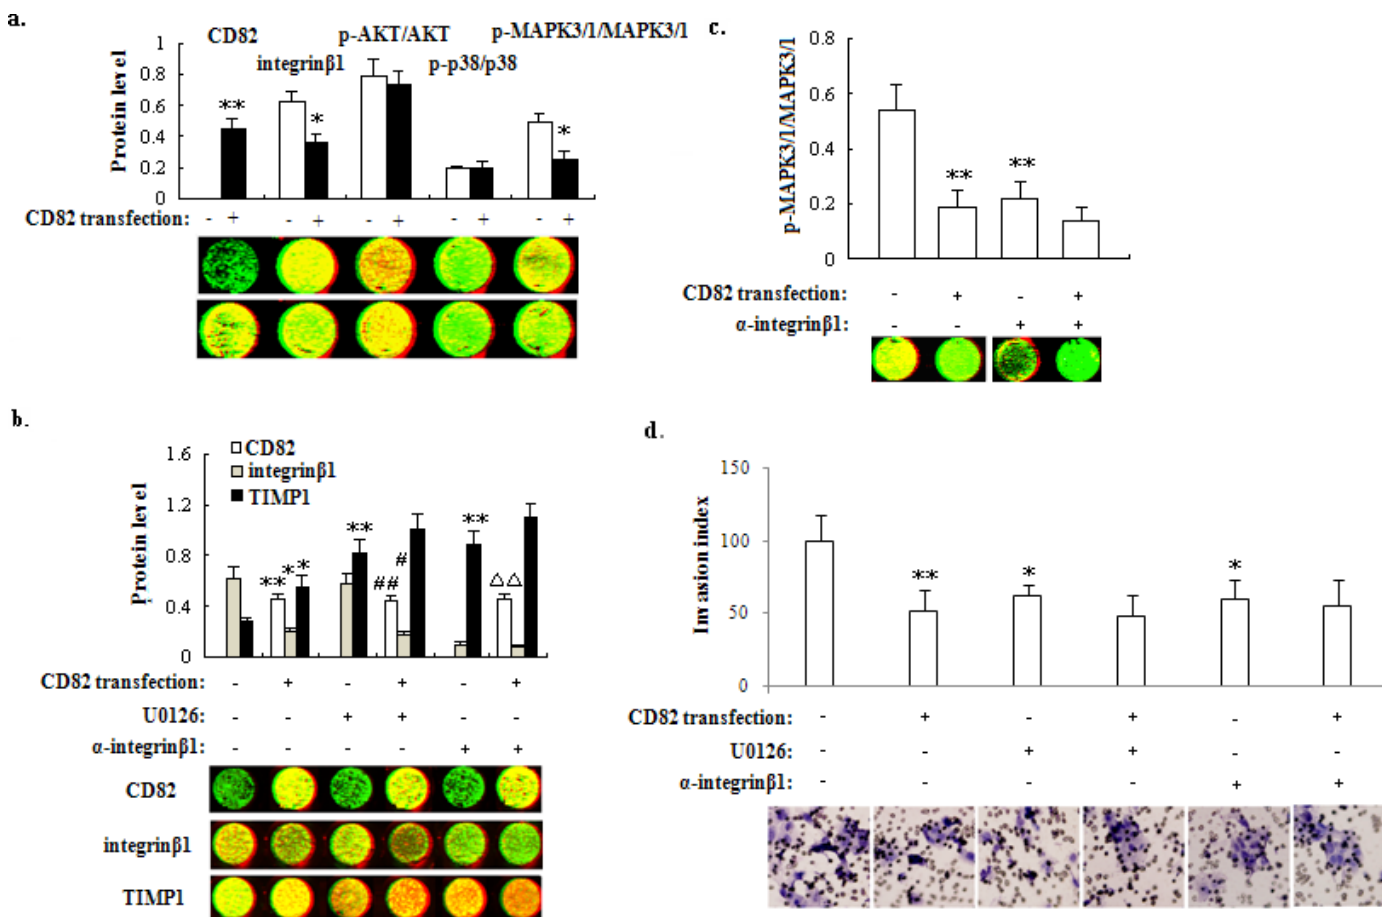 a.
CD82
p-AKT/AKT
p-MAPK3/1/MAPK3/1
integrinβ1
p-p38/p38
Protein level
1
0.8
0.6
0.4
0.2
0
** * *
CD82 transfection: - + - + - + - + - +
c.
p-MAPK3/1/MAPK3/1
0.8
0.6
0.4
0.2
0
** **
CD82 transfection: - + - +
α-integrinβ1: - - + +
b.
CD82
integrinβ1
TIMP1
Protein level
1.6
1.2
0.8
0.4
0
** * * ** ## # ** △△
CD82 transfection: - + - + - +
U0126: - - + + - -
α-integrinβ1: - - - - + +
CD82
integrinβ1
TIMP1
d.
Invasion index
150
100
50
0
** * *
CD82 transfection: - + - + - +
U0126: - - + + - -
α-integrinβ1: - - - - + +